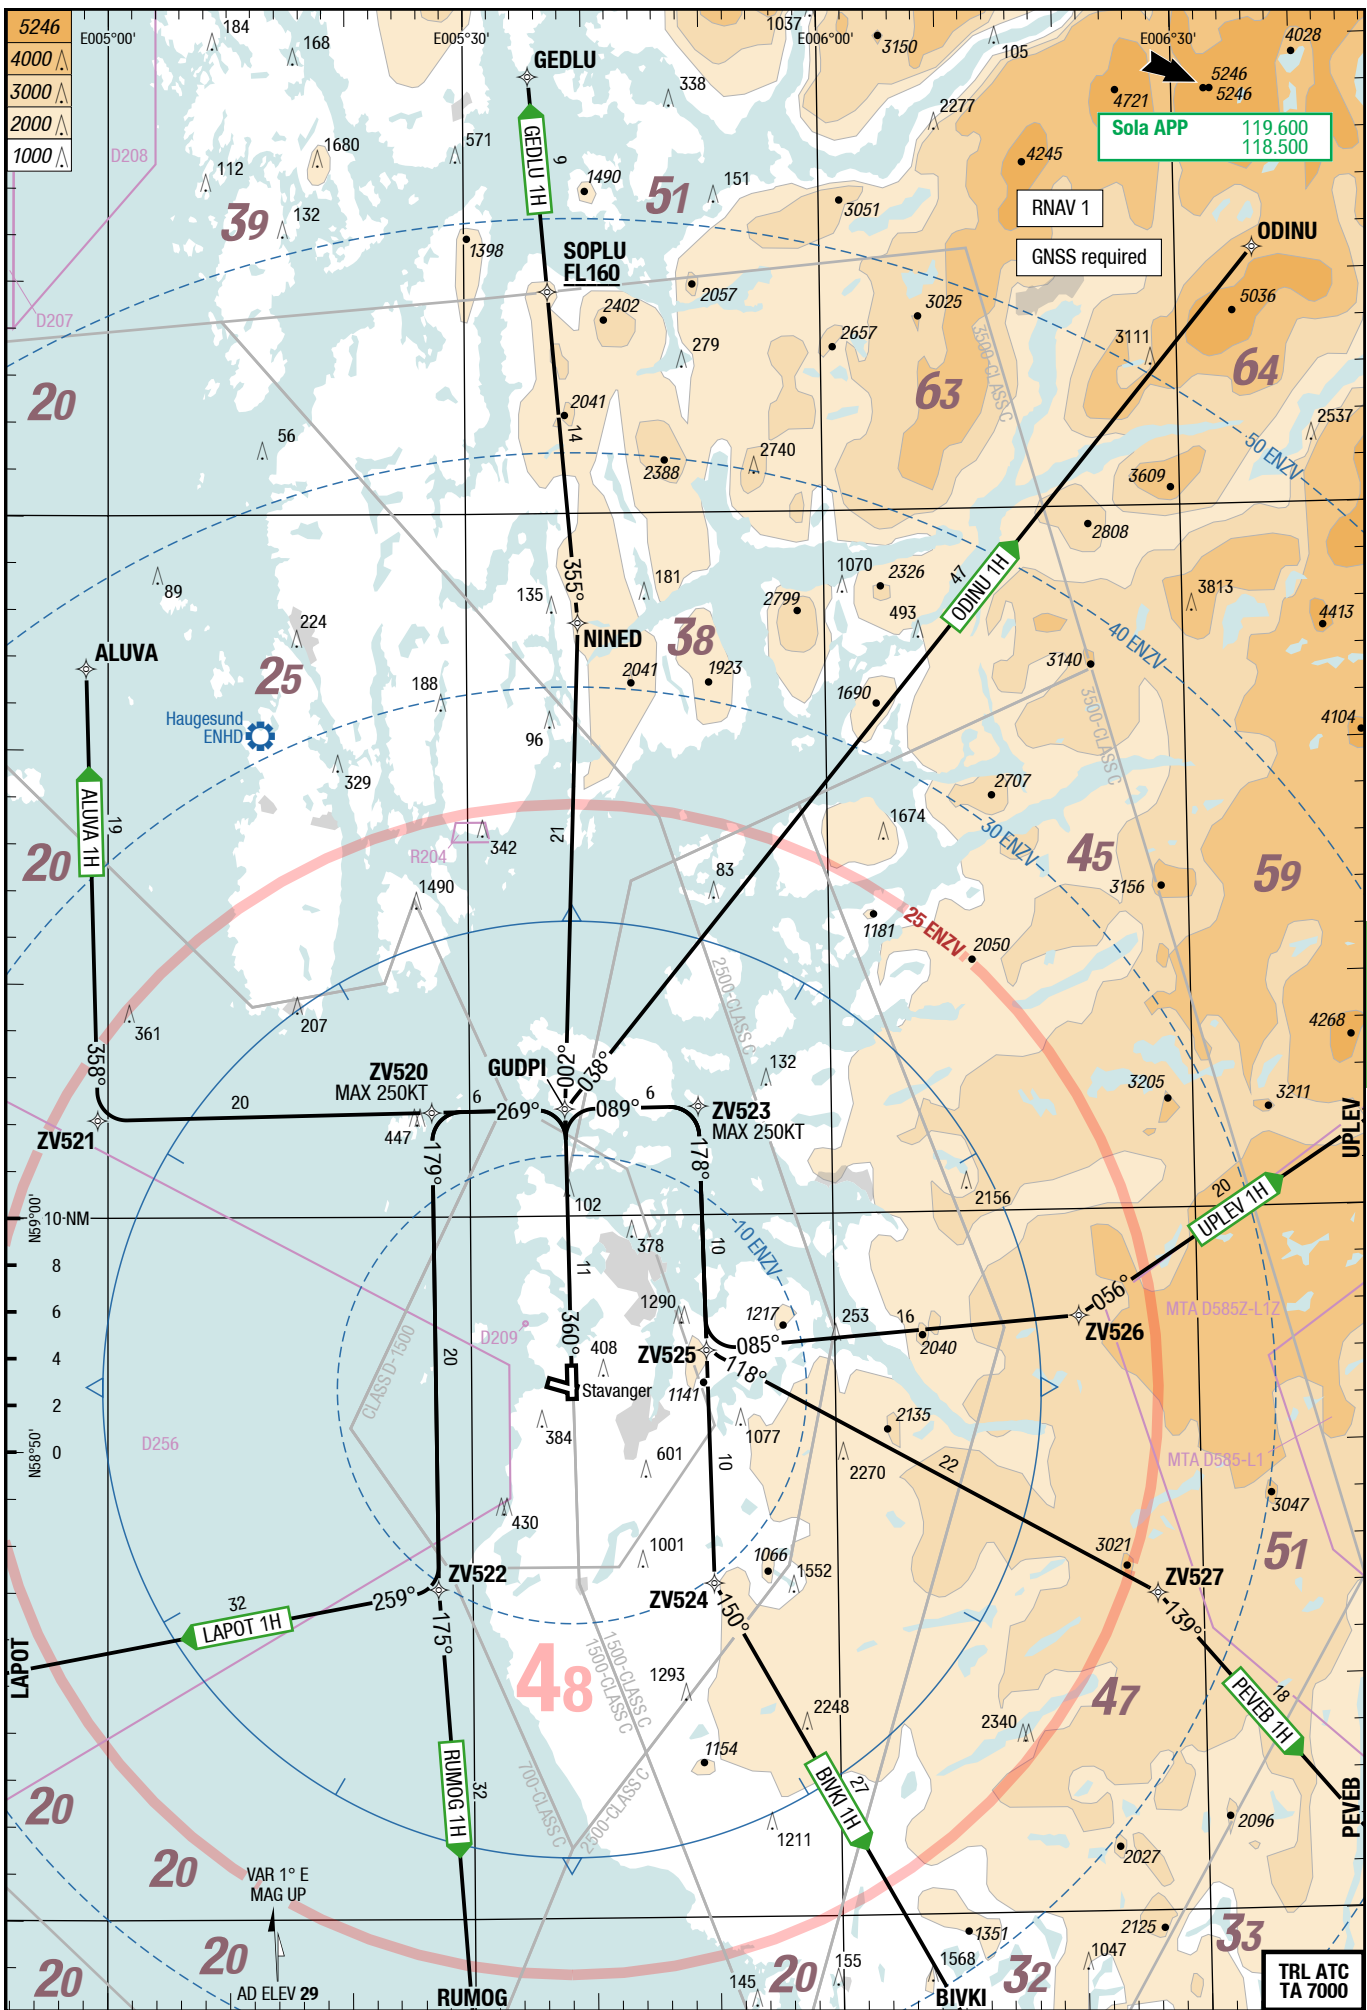 5246
4000
3000
2000
1000
E005°00'
E005°30'
E006°00'
E006°30'
184
168
1037
3150
105
4028
GEDLU
338
5246
5246
4721
2277
Sola APP 119.600
118.500
D208
1680
571
GEDLU 1H
9
4245
112
1490
51
151
3051
RNAV 1
39
132
1398
SOPLU
FL160
GNSS required
ODINU
D207
2402
2057
3025
5036
279
2657
3500-CLASS C
3111
64
20
63
2041
14
2537
56
2388
2740
50 ENZV
3609
2808
355°
89
135
181
1070
2326
47
ODINU 1H
3813
2799
493
4413
224
NINED
38
40 ENZV
ALUVA
25
2041
1923
3140
188
1690
3500-CLASS C
4104
Haugesund
ENHD
96
329
2707
ALUVA 1H
19
21
1674
30 ENZV
R204
342
45
20
83
3156
59
1490
1181
25 ENZV
2050
2500-CLASS C
361
207
4268
358°
ZV520
MAX 250KT
GUDPI
002°
038°
132
3205
3211
20
6
269°
089°
6
ZV523
MAX 250KT
447
ZV521
179°
178°
UPLEV
2156
20
UPLEV 1H
102
N59°00'
10 NM
378
10
10 ENZV
8
11
056°
6
1290
1217
253
16
MTA D585Z-L1Z
D209
360°
ZV526
CLASS D-1500
20
408
ZV525
085°
2040
4
118°
Stavanger
1141
2
384
1077
2135
D256
N58°50'
0
601
10
2270
22
MTA D585-L1
430
3047
1001
1066
3021
51
ZV522
1552
ZV527
259°
ZV524
32
LAPOT 1H
150°
139°
175°
LAPOT
48
1500-CLASS C
1500-CLASS C
1293
47
18
PEVEB 1H
2248
2340
1154
RUMOG 1H
32
700-CLASS C
2500-CLASS C
BIVKI 1H
27
PEVEB
20
1211
2096
2027
20
VAR 1° E
MAG UP
2125
33
1351
20
20
AD ELEV 29
RUMOG
145
20
155
1568
BIVKI
32
1047
TRL ATC
TA 7000